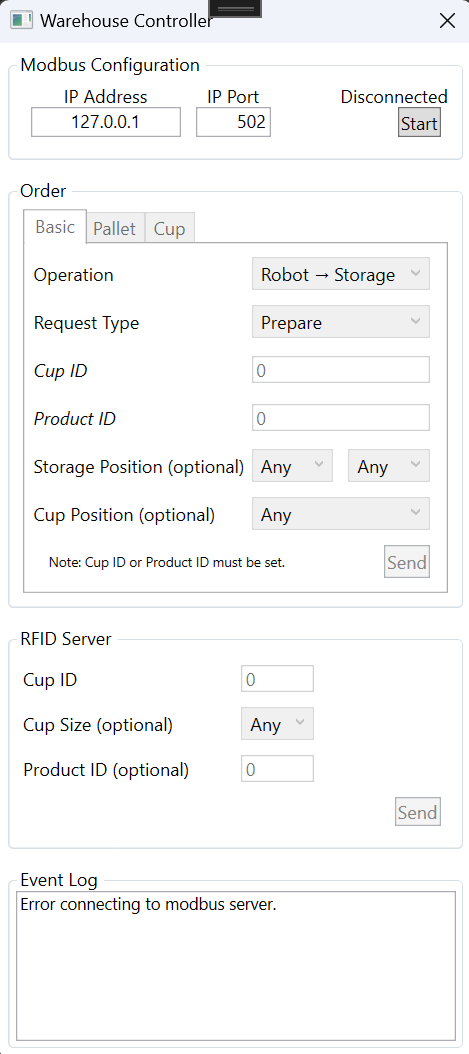 Warehouse Controller
Modbus Configuration
IP Address IP Port Disconnected
127.0.0.1 502 Start
Order
Basic Pallet Cup
Operation Robot → Storage
Request Type Prepare
Cup ID 0
Product ID 0
Storage Position (optional) Any Any
Cup Position (optional) Any
Note: Cup ID or Product ID must be set. Send
RFID Server
Cup ID 0
Cup Size (optional) Any
Product ID (optional) 0
Send
Event Log
Error connecting to modbus server.